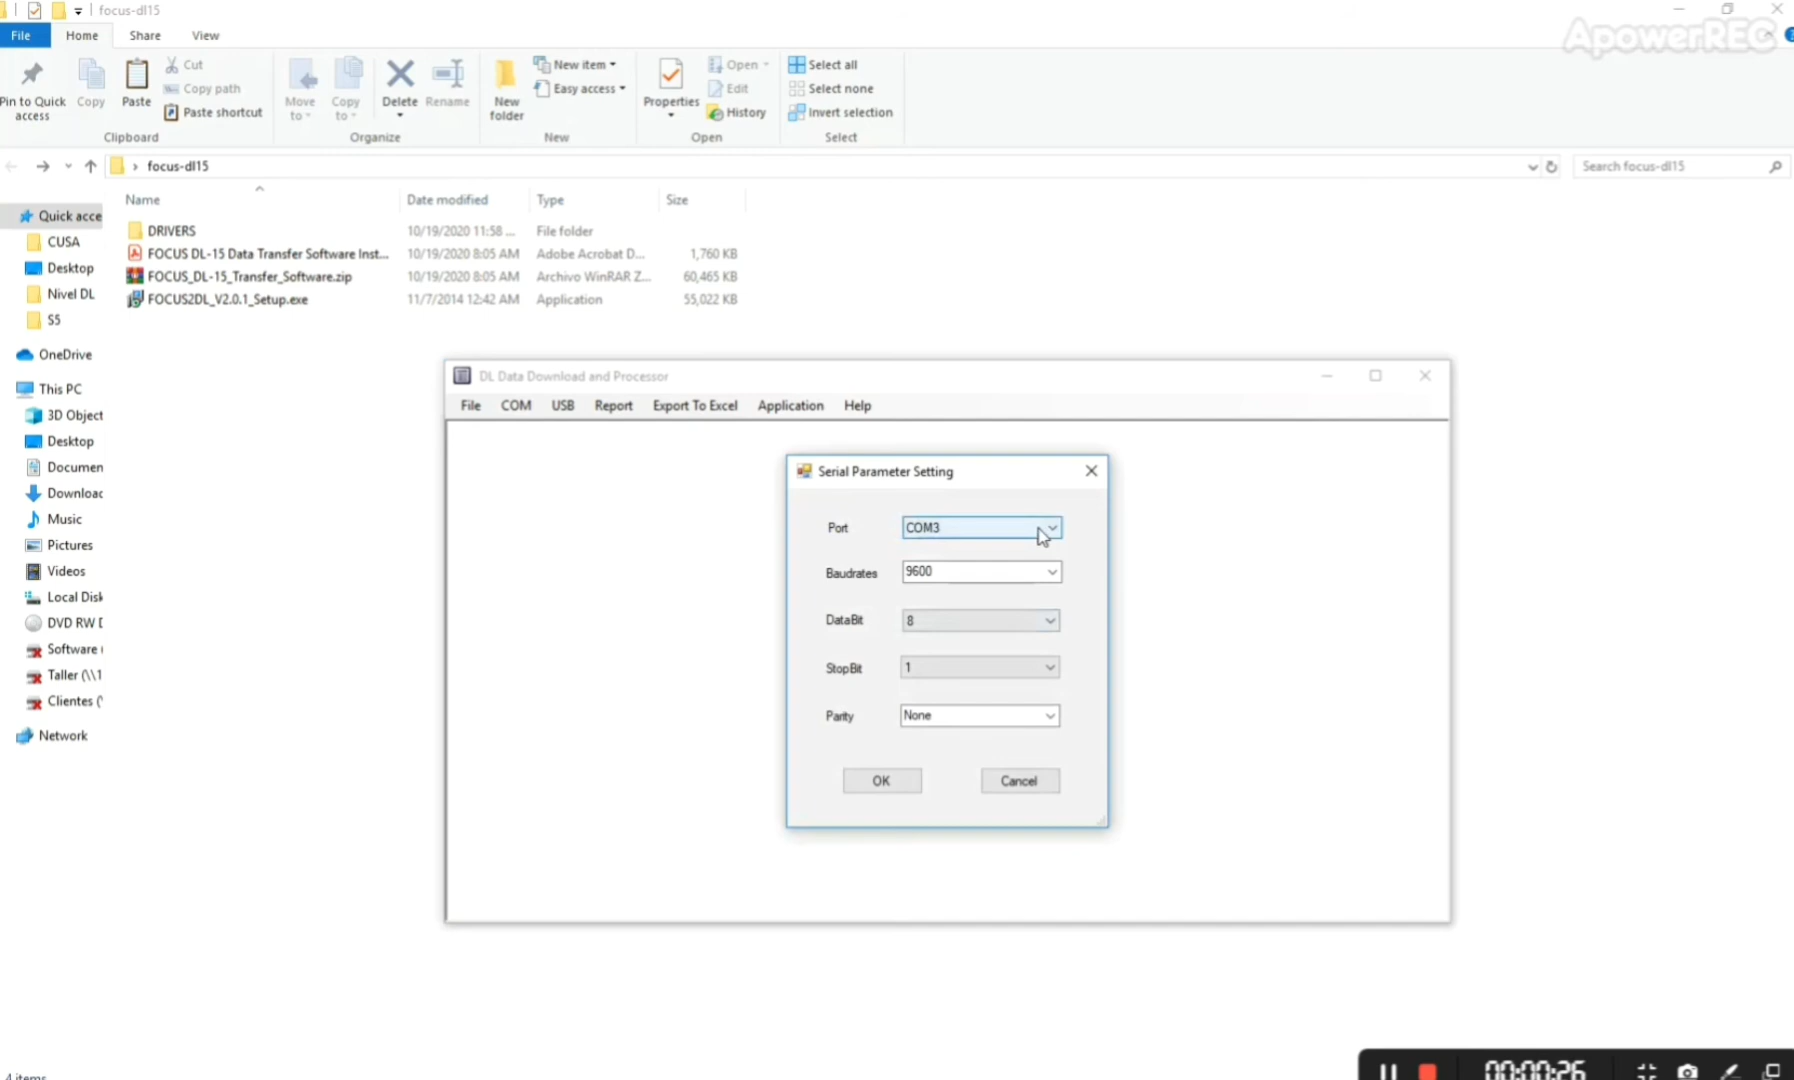 focus-dl15
ApowerREC
File Home Share View
Pin to Quick access
Copy
Paste
Cut
Copy path
Paste shortcut
Clipboard
Move to
Copy to
Delete
Rename
Organize
New folder
New item
Easy access
New
Properties
Open
Edit
History
Open
Select all
Select none
Invert selection
Select
focus-dl15
Search focus-dl15
Name Date modified Type Size
DRIVERS 10/19/2020 11:58 ... File folder
FOCUS DL-15 Data Transfer Software Inst... 10/19/2020 8:05 AM Adobe Acrobat D... 1,760 KB
FOCUS_DL-15_Transfer_Software.zip 10/19/2020 8:05 AM Archivo WinRAR Z... 60,465 KB
FOCUS2DL_V2.0.1_Setup.exe 11/7/2014 12:42 AM Application 55,022 KB
Quick acce
CUSA
Desktop
Nivel DL
S5
OneDrive
This PC
3D Object
Desktop
Documen
Download
Music
Pictures
Videos
Local Disk
DVD RW D
Software (
Taller (\\1
Clientes (\
Network
DL Data Download and Processor
File COM USB Report Export To Excel Application Help
Serial Parameter Setting
Port COM3
Baudrates 9600
DataBit 8
StopBit 1
Parity None
OK Cancel
4 items
00:00:26